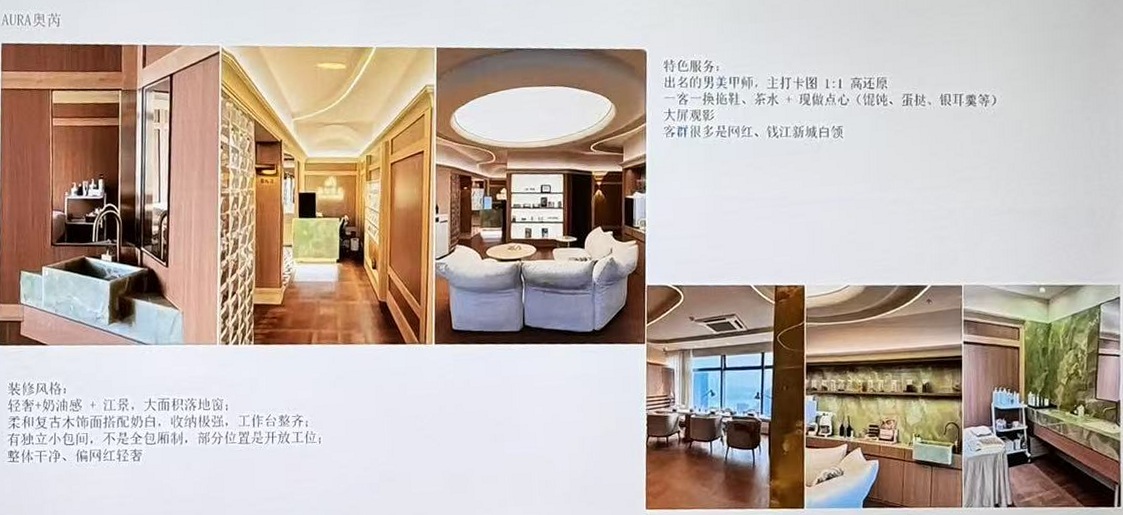 AURA奥芮
特色服务：
出名的男美甲师，主打卡图 1:1 高还原
一客一换拖鞋、茶水 + 现做点心（馄饨、蛋挞、银耳羹等）
大屏观影
客群很多是网红、钱江新城白领
装修风格：
轻奢+奶油感 + 江景，大面积落地窗；
柔和复古木饰面搭配奶白，收纳极强，工作台整齐；
有独立小包间，不是全包厢制，部分位置是开放工位；
整体干净、偏网红轻奢